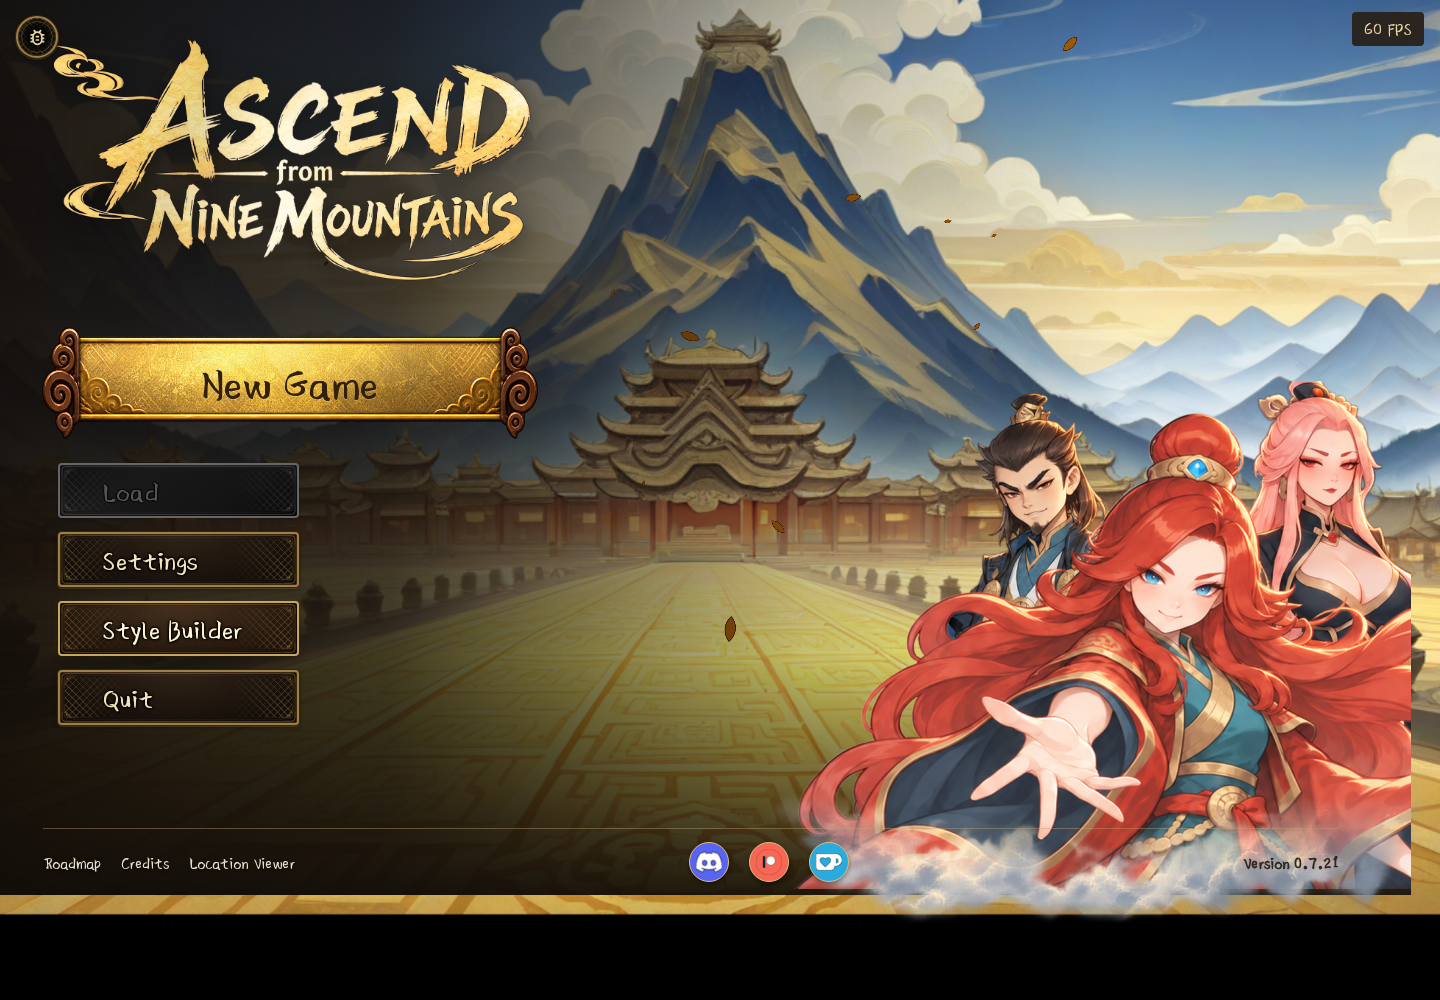 60 FPS
ASCEND
from
NINE MOUNTAINS
New Game
Load
Settings
Style Builder
Quit
Roadmap Credits Location Viewer
Version 0.7.21